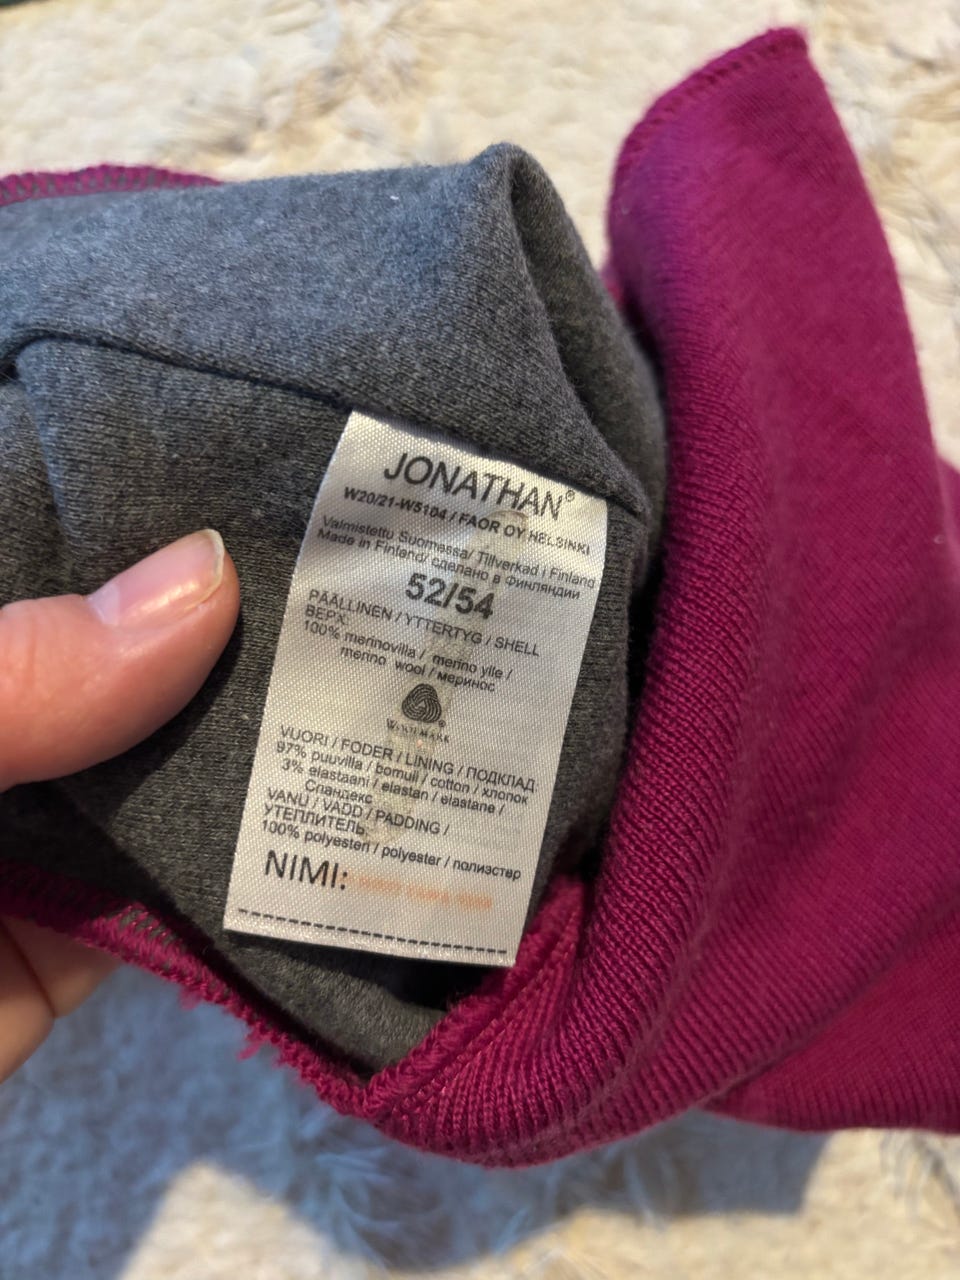 JONATHAN®
W20/21-W5104 / FAOR OY HELSINKI
Valmistettu Suomessa/ Tillverkad i Finland
Made in Finland/ сделано в Финляндии
52/54
PÄÄLLINEN / YTTERTYG / SHELL
ВЕРХ:
100% merinovilla / merino ylle /
merino wool / меринос
WOOLMARK
VUORI / FODER / LINING / ПОДКЛАД
97% puuvilla / bomull / cotton / хлопок
3% elastaani / elastan / elastane /
Спандекс
VANU / VADD / PADDING /
УТЕПЛИТЕЛЬ
100% polyesteri / polyester / полиэстер
NIMI: